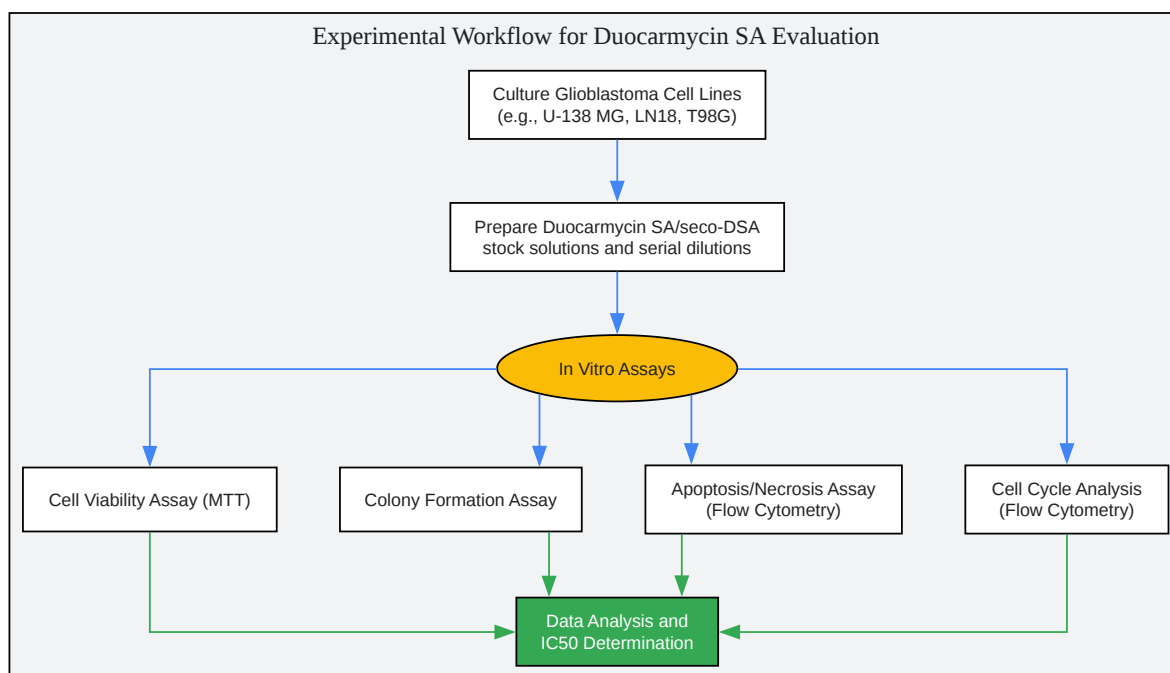 Experimental Workflow for Duocarmycin SA Evaluation
Culture Glioblastoma Cell Lines
(e.g., U-138 MG, LN18, T98G)
Prepare Duocarmycin SA/seco-DSA
stock solutions and serial dilutions
In Vitro Assays
Cell Viability Assay (MTT)
Colony Formation Assay
Apoptosis/Necrosis Assay
(Flow Cytometry)
Cell Cycle Analysis
(Flow Cytometry)
Data Analysis and
IC50 Determination